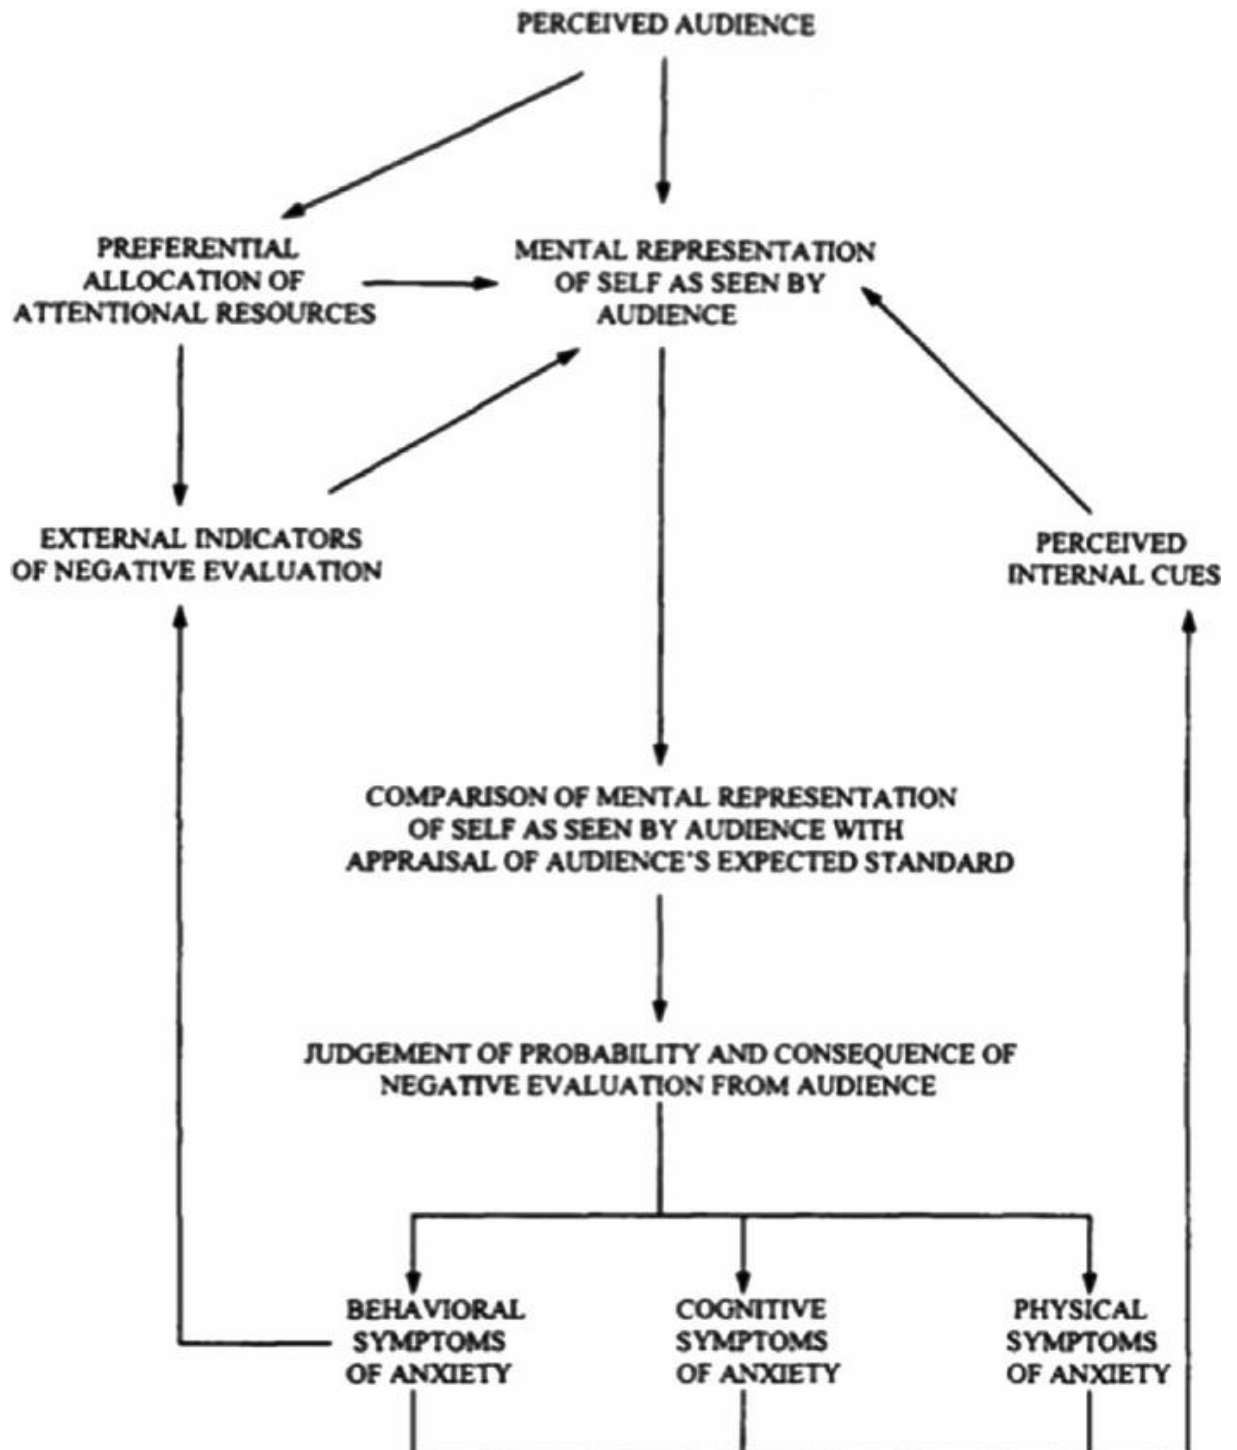 PERCEIVED AUDIENCE
PREFERENTIAL
ALLOCATION OF
ATTENTIONAL RESOURCES
MENTAL REPRESENTATION
OF SELF AS SEEN BY
AUDIENCE
EXTERNAL INDICATORS
OF NEGATIVE EVALUATION
PERCEIVED
INTERNAL CUES
COMPARISON OF MENTAL REPRESENTATION
OF SELF AS SEEN BY AUDIENCE WITH
APPRAISAL OF AUDIENCE'S EXPECTED STANDARD
JUDGEMENT OF PROBABILITY AND CONSEQUENCE OF
NEGATIVE EVALUATION FROM AUDIENCE
BEHAVIORAL
SYMPTOMS
OF ANXIETY
COGNITIVE
SYMPTOMS
OF ANXIETY
PHYSICAL
SYMPTOMS
OF ANXIETY